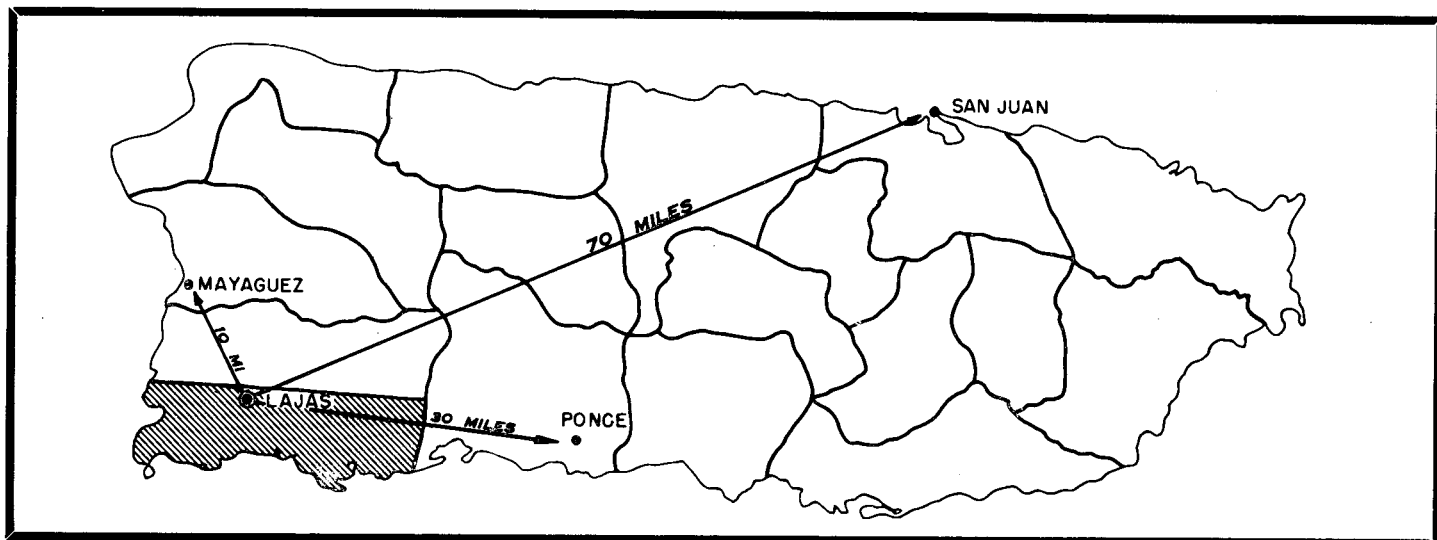 SAN JUAN
70 MILES
MAYAGUEZ
10 MI
LAJAS
30 MILES
PONCE